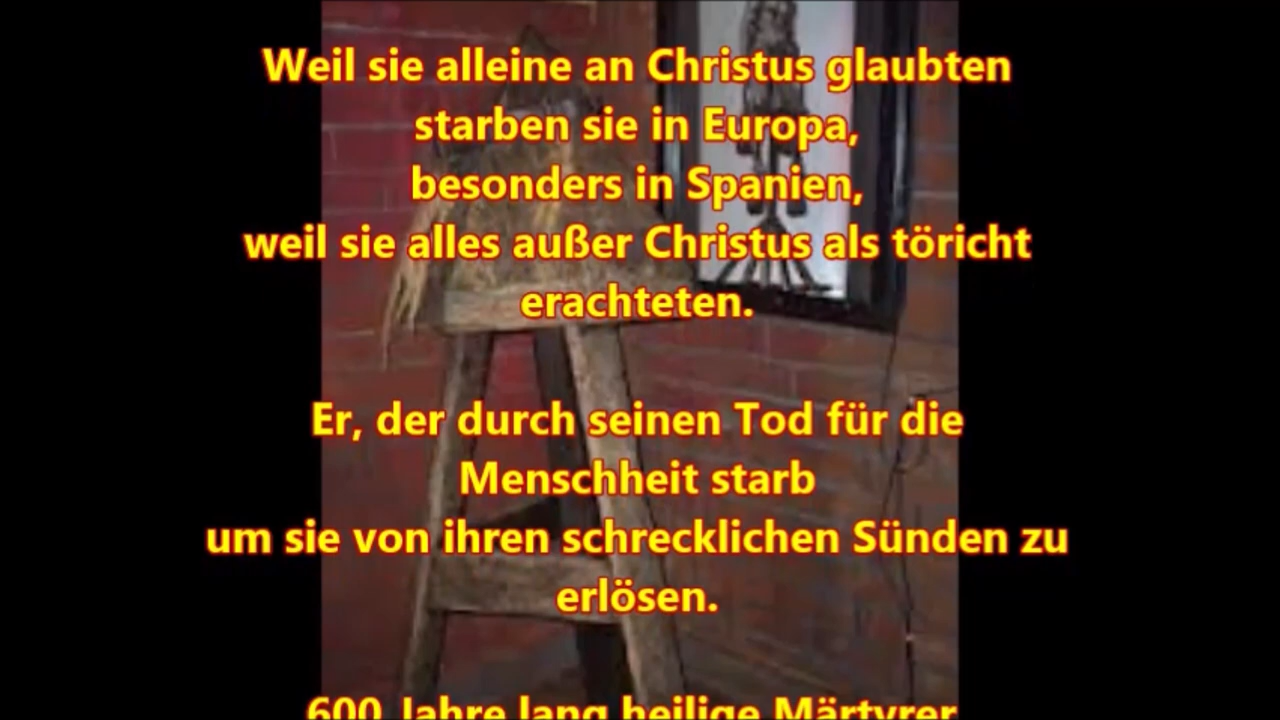 Weil sie alleine an Christus glaubten
starben sie in Europa,
besonders in Spanien,
weil sie alles außer Christus als töricht
erachteten.
Er, der durch seinen Tod für die
Menschheit starb
um sie von ihren schrecklichen Sünden zu
erlösen.
600 Jahre lang heilige Märtyrer